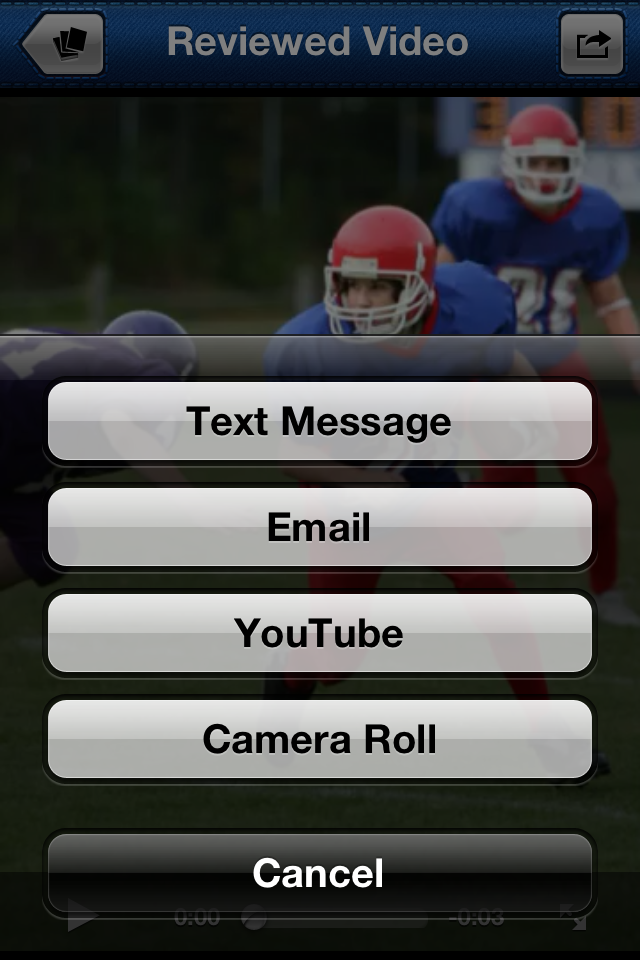 Reviewed Video
Text Message
Email
YouTube
Camera Roll
Cancel
0:00 -0:03